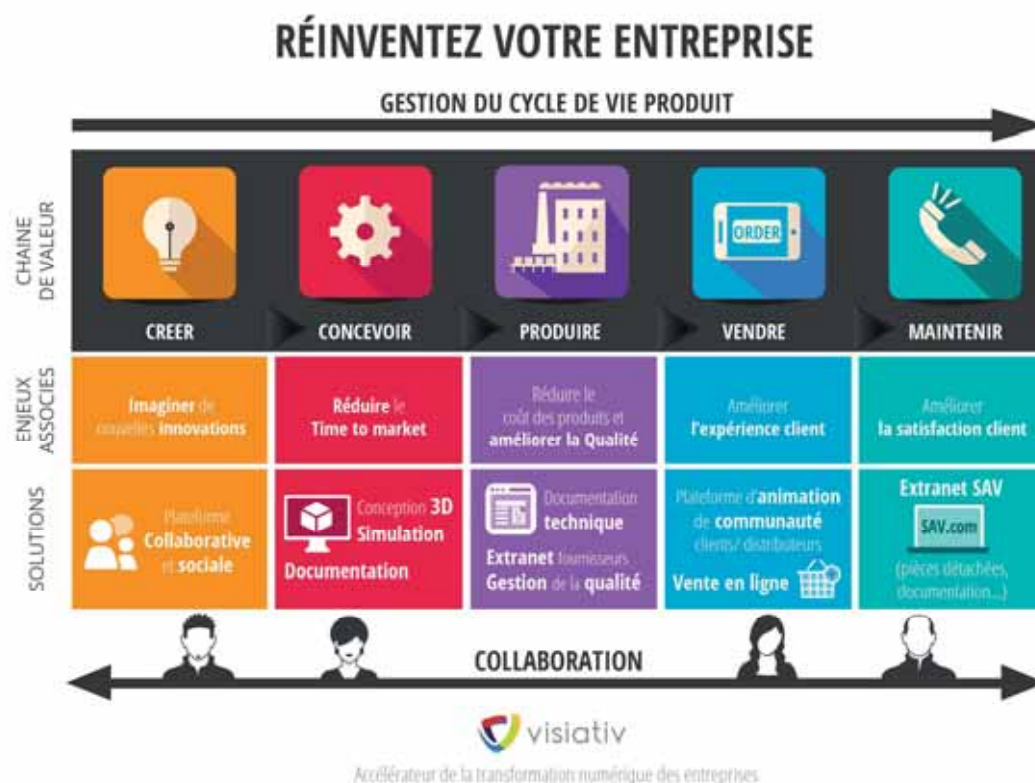 RÉINVENTEZ VOTRE ENTREPRISE
GESTION DU CYCLE DE VIE PRODUIT
CHAINE
DE VALEUR
ORDER
CREER
CONCEVOIR
PRODUIRE
VENDRE
MAINTENIR
ENJEUX
ASSOCIES
Imaginer de
nouvelles innovations
Réduire le
Time to market
Réduire le
coût des produits et
améliorer la Qualité
Améliorer
l'expérience client
Améliorer
la satisfaction client
SOLUTIONS
Plateforme
Collaborative
et sociale
Conception 3D
Simulation
Documentation
Documentation
technique
Extranet fournisseurs
Gestion de la qualité
Plateforme d'animation
de communauté
clients/ distributeurs
Vente en ligne
Extranet SAV
SAV.com
(pièces détachées,
documentation...)
COLLABORATION
visiativ
Accélérateur de la transformation numérique des entreprises